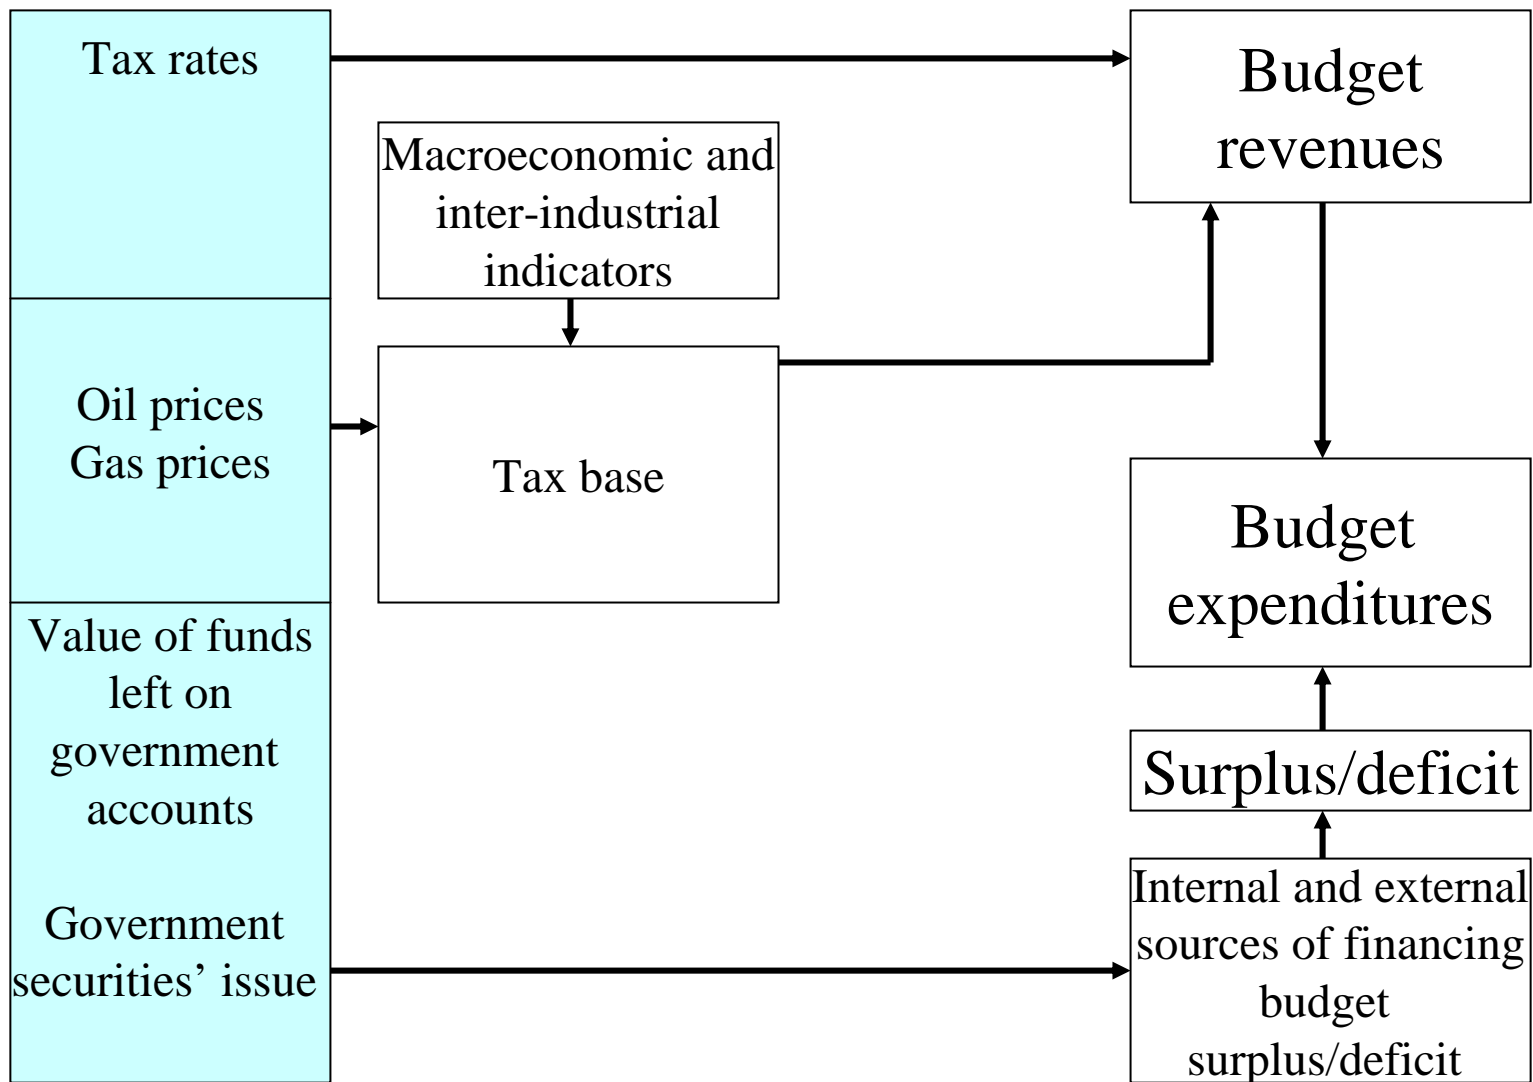 Tax rates
Budget
revenues
Macroeconomic and
inter-industrial
indicators
Oil prices
Gas prices
Tax base
Budget
expenditures
Value of funds
left on
government
accounts
Surplus/deficit
Government
securities’ issue
Internal and external
sources of financing
budget
surplus/deficit